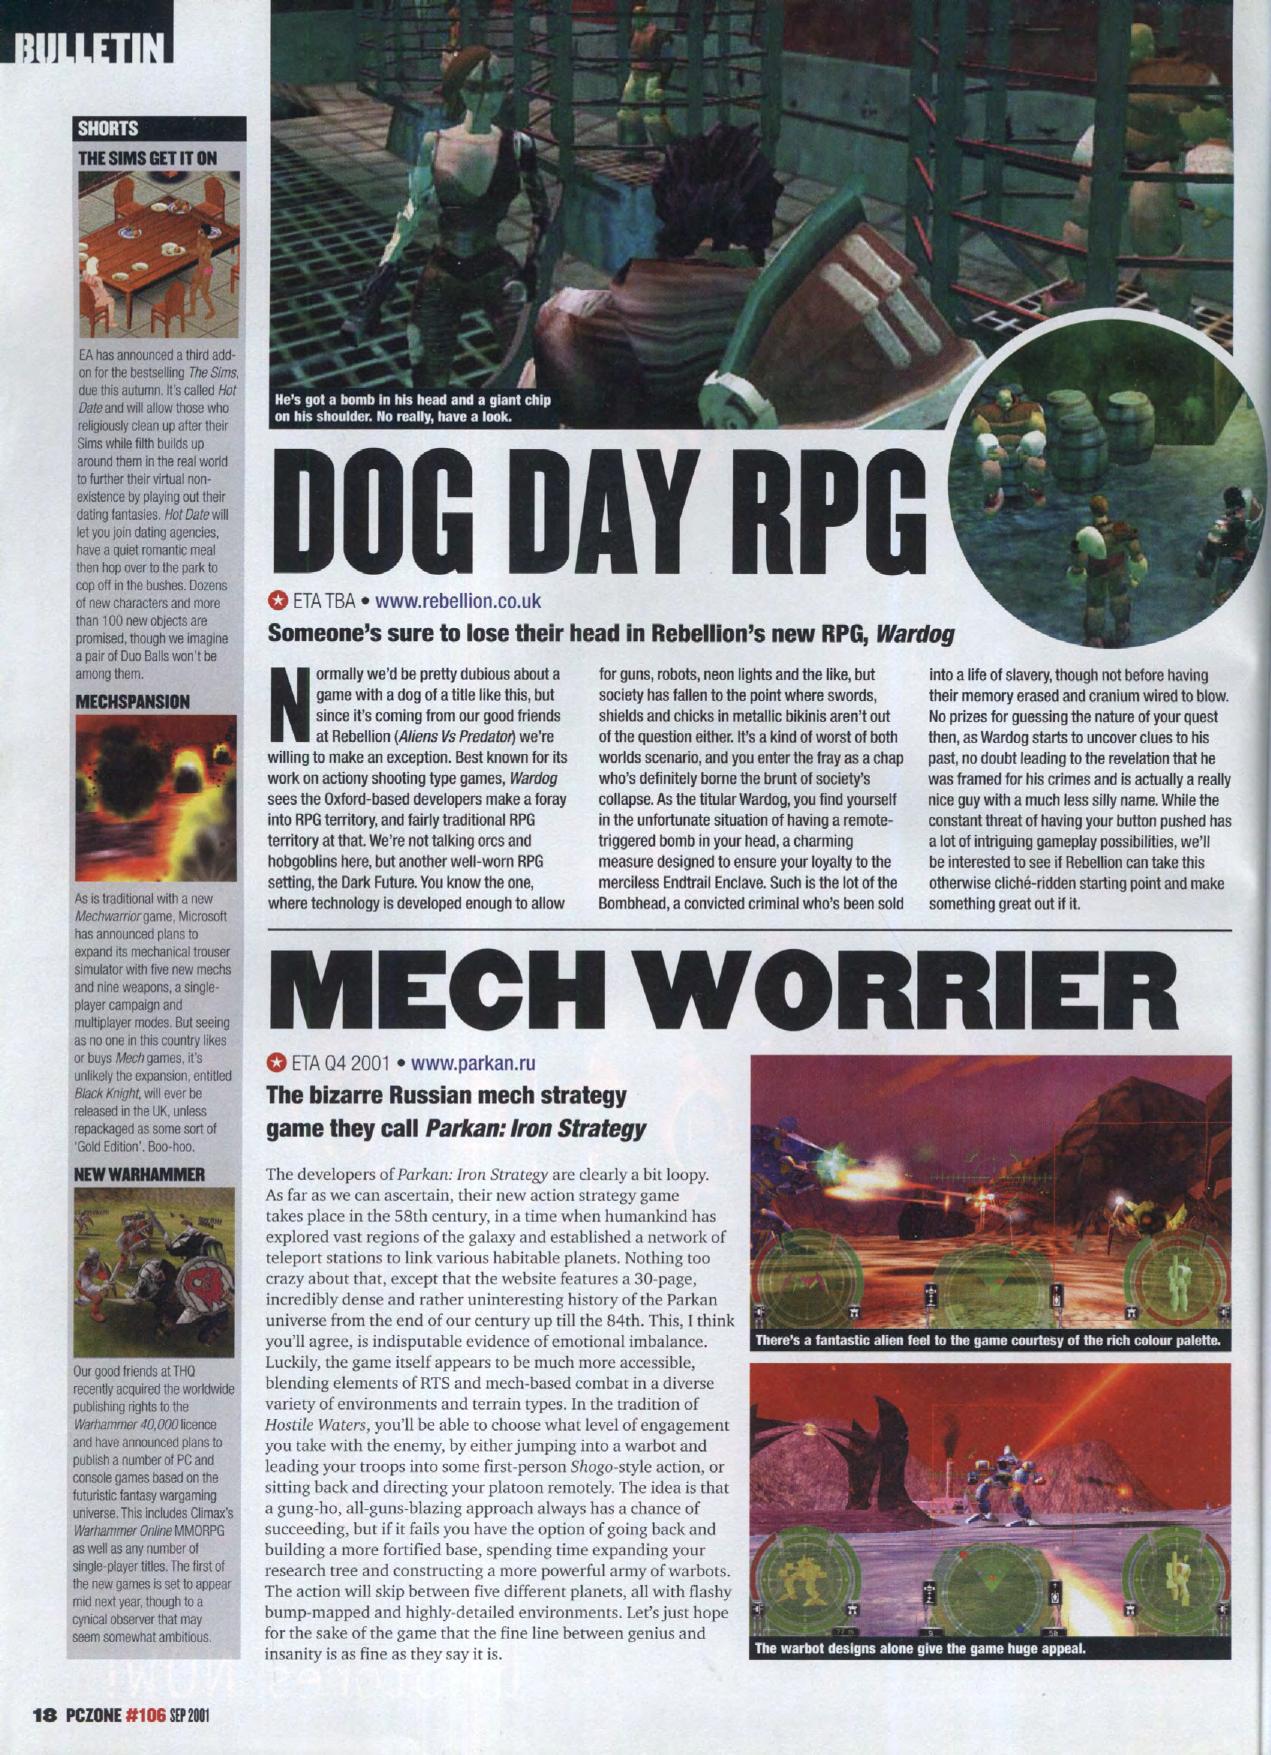 BULLETIN
SHORTS
THE SIMS GET IT ON
EA has announced a third add-
on for the bestselling The Sims,
due this autumn. It's called Hot
Date and will allow those who
religiously clean up after their
Sims while filth builds up
around them in the real world
to further their virtual non-
existence by playing out their
dating fantasies. Hot Date will
let you join dating agencies,
have a quiet romantic meal
then hop over to the park to
cop off in the bushes. Dozens
of new characters and more
than 100 new objects are
promised, though we imagine
a pair of Duo Balls won't be
among them.
MECHSPANSION
As is traditional with a new
Mechwarrior game, Microsoft
has announced plans to
expand its mechanical trouser
simulator with five new mechs
and nine weapons, a single-
player campaign and
multiplayer modes. But seeing
as no one in this country likes
or buys Mech games, it's
unlikely the expansion, entitled
Black Knight, will ever be
released in the UK, unless
repackaged as some sort of
'Gold Edition'. Boo-hoo.
NEW WARHAMMER
Our good friends at THQ
recently acquired the worldwide
publishing rights to the
Warhammer 40,000 licence
and have announced plans to
publish a number of PC and
console games based on the
futuristic fantasy wargaming
universe. This includes Climax's
Warhammer Online MMORPG
as well as any number of
single-player titles. The first of
the new games is set to appear
mid next year, though to a
cynical observer that may
seem somewhat ambitious.
He's got a bomb in his head and a giant chip
on his shoulder. No really, have a look.
DOG DAY RPG
ETA TBA • www.rebellion.co.uk
Someone's sure to lose their head in Rebellion's new RPG, Wardog
Normally we'd be pretty dubious about a
game with a dog of a title like this, but
since it's coming from our good friends
at Rebellion (Aliens Vs Predator) we're
willing to make an exception. Best known for its
work on actiony shooting type games, Wardog
sees the Oxford-based developers make a foray
into RPG territory, and fairly traditional RPG
territory at that. We're not talking orcs and
hobgoblins here, but another well-worn RPG
setting, the Dark Future. You know the one,
where technology is developed enough to allow
for guns, robots, neon lights and the like, but
society has fallen to the point where swords,
shields and chicks in metallic bikinis aren't out
of the question either. It's a kind of worst of both
worlds scenario, and you enter the fray as a chap
who's definitely borne the brunt of society's
collapse. As the titular Wardog, you find yourself
in the unfortunate situation of having a remote-
triggered bomb in your head, a charming
measure designed to ensure your loyalty to the
merciless Endtrail Enclave. Such is the lot of the
Bombhead, a convicted criminal who's been sold
into a life of slavery, though not before having
their memory erased and cranium wired to blow.
No prizes for guessing the nature of your quest
then, as Wardog starts to uncover clues to his
past, no doubt leading to the revelation that he
was framed for his crimes and is actually a really
nice guy with a much less silly name. While the
constant threat of having your button pushed has
a lot of intriguing gameplay possibilities, we'll
be interested to see if Rebellion can take this
otherwise cliché-ridden starting point and make
something great out if it.
MECH WORRIER
ETA Q4 2001 • www.parkan.ru
The bizarre Russian mech strategy
game they call Parkan: Iron Strategy
The developers of Parkan: Iron Strategy are clearly a bit loopy.
As far as we can ascertain, their new action strategy game
takes place in the 58th century, in a time when humankind has
explored vast regions of the galaxy and established a network of
teleport stations to link various habitable planets. Nothing too
crazy about that, except that the website features a 30-page,
incredibly dense and rather uninteresting history of the Parkan
universe from the end of our century up till the 84th. This, I think
you'll agree, is indisputable evidence of emotional imbalance.
Luckily, the game itself appears to be much more accessible,
blending elements of RTS and mech-based combat in a diverse
variety of environments and terrain types. In the tradition of
Hostile Waters, you'll be able to choose what level of engagement
you take with the enemy, by either jumping into a warbot and
leading your troops into some first-person Shogo-style action, or
sitting back and directing your platoon remotely. The idea is that
a gung-ho, all-guns-blazing approach always has a chance of
succeeding, but if it fails you have the option of going back and
building a more fortified base, spending time expanding your
research tree and constructing a more powerful army of warbots.
The action will skip between five different planets, all with flashy
bump-mapped and highly-detailed environments. Let's just hope
for the sake of the game that the fine line between genius and
insanity is as fine as they say it is.
There's a fantastic alien feel to the game courtesy of the rich colour palette.
The warbot designs alone give the game huge appeal.
18 PCZONE #106 SEP 2001